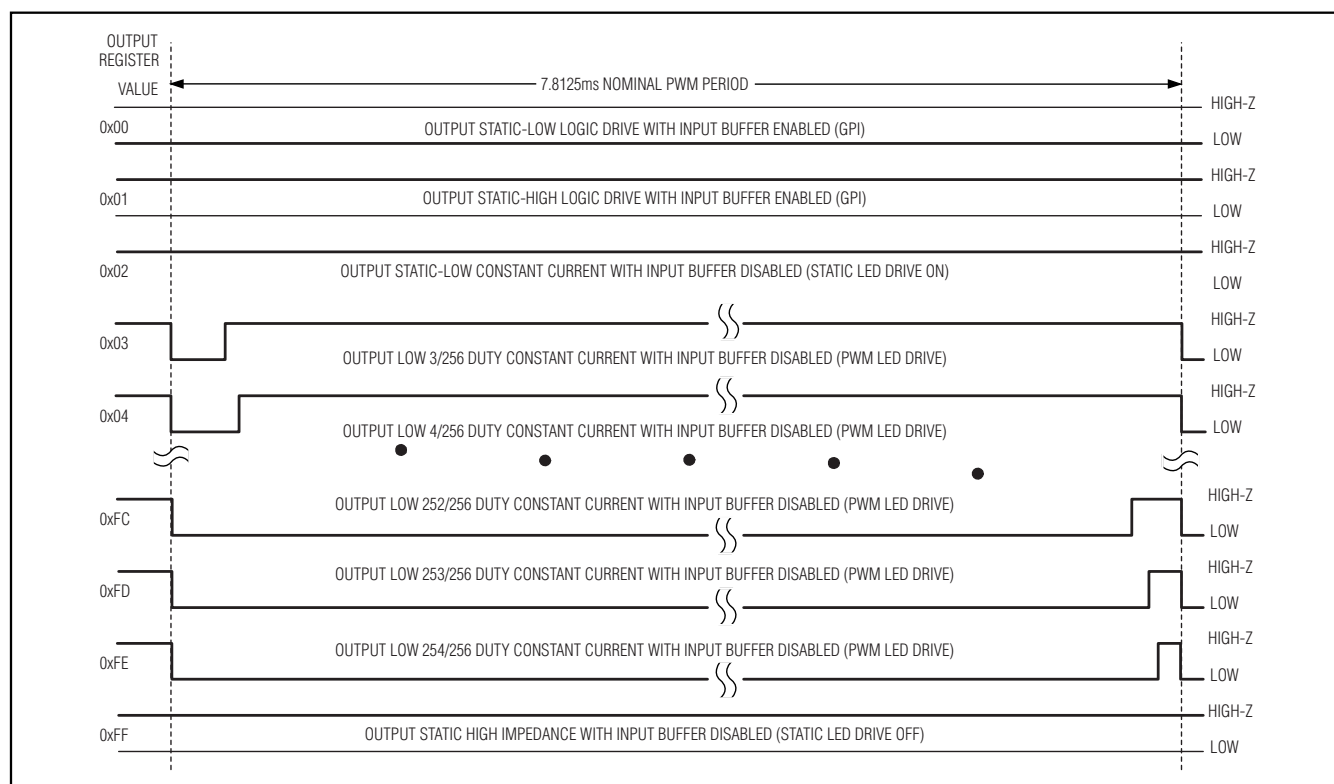 OUTPUT
REGISTER
VALUE
7.8125ms NOMINAL PWM PERIOD
HIGH-Z
0x00
OUTPUT STATIC-LOW LOGIC DRIVE WITH INPUT BUFFER ENABLED (GPI)
LOW
HIGH-Z
0x01
OUTPUT STATIC-HIGH LOGIC DRIVE WITH INPUT BUFFER ENABLED (GPI)
LOW
HIGH-Z
0x02
OUTPUT STATIC-LOW CONSTANT CURRENT WITH INPUT BUFFER DISABLED (STATIC LED DRIVE ON)
LOW
HIGH-Z
0x03
OUTPUT LOW 3/256 DUTY CONSTANT CURRENT WITH INPUT BUFFER DISABLED (PWM LED DRIVE)
LOW
HIGH-Z
0x04
OUTPUT LOW 4/256 DUTY CONSTANT CURRENT WITH INPUT BUFFER DISABLED (PWM LED DRIVE)
LOW
HIGH-Z
0xFC
OUTPUT LOW 252/256 DUTY CONSTANT CURRENT WITH INPUT BUFFER DISABLED (PWM LED DRIVE)
LOW
HIGH-Z
0xFD
OUTPUT LOW 253/256 DUTY CONSTANT CURRENT WITH INPUT BUFFER DISABLED (PWM LED DRIVE)
LOW
HIGH-Z
0xFE
OUTPUT LOW 254/256 DUTY CONSTANT CURRENT WITH INPUT BUFFER DISABLED (PWM LED DRIVE)
LOW
HIGH-Z
0xFF
OUTPUT STATIC HIGH IMPEDANCE WITH INPUT BUFFER DISABLED (STATIC LED DRIVE OFF)
LOW